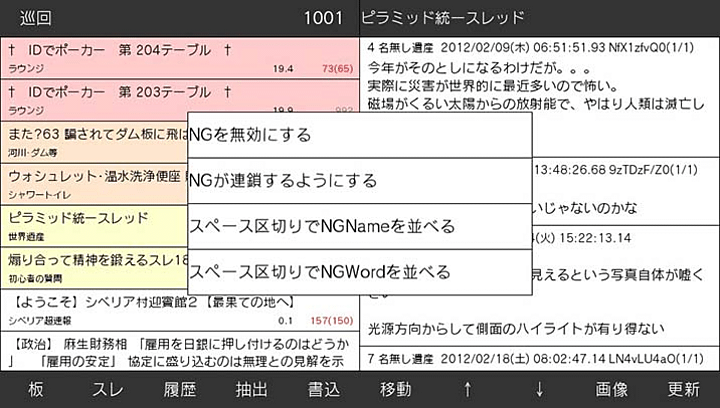 巡回 1001
† IDでポーカー 第 204テーブル †
ラウンジ 19.4 73(65)
† IDでポーカー 第 203テーブル †
ラウンジ 19.9 992
また?63 騙されてダム板に飛は
河川・ダム等
ウォシュレット・温水洗浄便座
シャワートイレ
ピラミッド統一スレッド
世界遺産
煽り合って精神を鍛えるスレ18
初心者の質問
【ようこそ】シベリア村迎賓館2【最果ての地へ】
シベリア超速報 0.1 157(150)
【政治】 麻生財務相 「雇用を日銀に押し付けるのはどうか
」 「雇用の安定」 協定に盛り込むのは無理との見解を示
NGを無効にする
NGが連鎖するようにする
スペース区切りでNGNameを並べる
スペース区切りでNGWordを並べる
ピラミッド統一スレッド
4 名無し遺産 2012/02/09(木) 06:51:51.93 NfX1zfvQ0(1/1)
今年がそのとしになるわけだが。。。
実際に災害が世界的に最近多いので怖い。
磁場がくるい太陽からの放射能で、やはり人類は滅亡し
13:48:26.68 9zTDzF/Z0(1/1)
いじゃないのかな
(火) 15:22:13.14
見えるという写真自体が嘘く
さい
光源方向からして側面のハイライトが有り得ない
7 名無し遺産 2012/02/18(土) 08:02:47.14 LN4vLU4aO(1/1)
板 スレ 履歴 抽出 書込 移動 ↑ ↓ 画像 更新